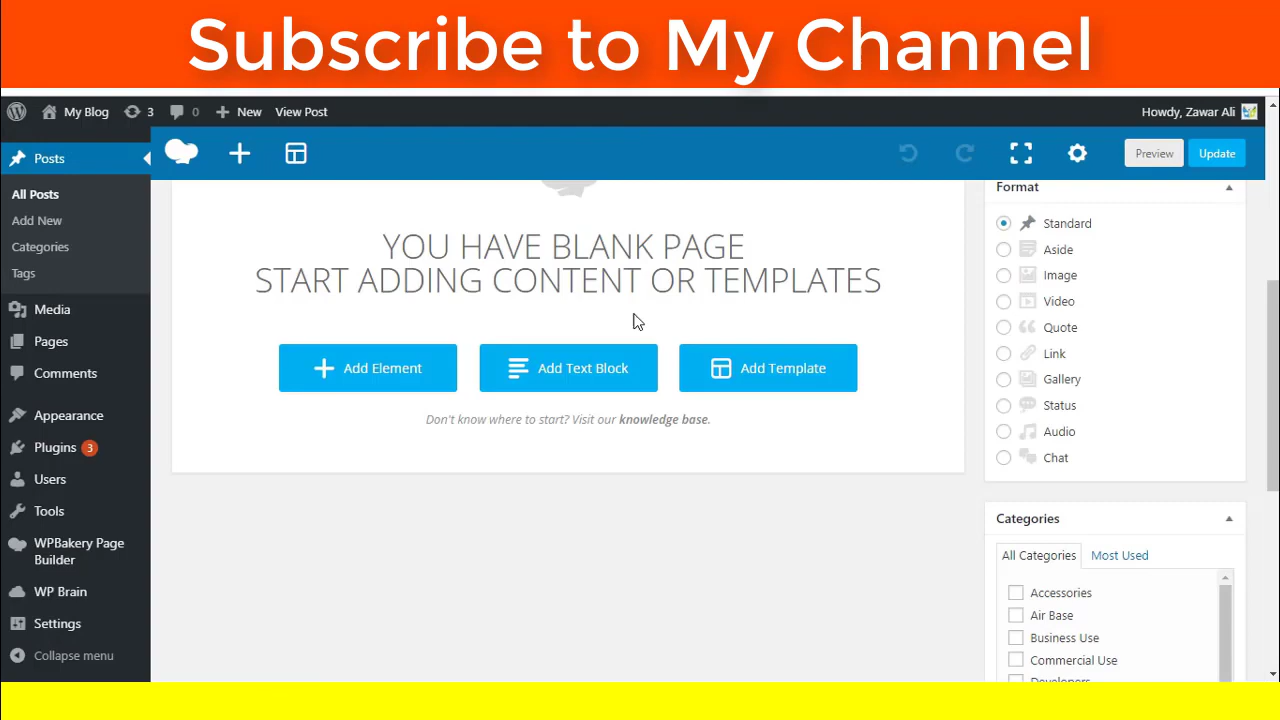 Subscribe to My Channel
My Blog 3 0 New View Post Howdy, Zawar Ali
Posts
All Posts
Add New
Categories
Tags
Media
Pages
Comments
Appearance
Plugins 3
Users
Tools
WPBakery Page
Builder
WP Brain
Settings
Collapse menu
Preview Update
YOU HAVE BLANK PAGE
START ADDING CONTENT OR TEMPLATES
Add Element Add Text Block Add Template
Don't know where to start? Visit our knowledge base.
Format
Standard
Aside
Image
Video
Quote
Link
Gallery
Status
Audio
Chat
Categories
All Categories Most Used
Accessories
Air Base
Business Use
Commercial Use
Developers